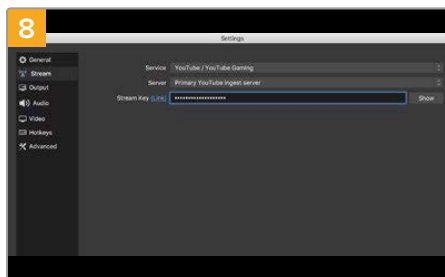 8
Settings
General
Stream
Output
Audio
Video
Hotkeys
Advanced
Service YouTube / YouTube Gaming
Server Primary YouTube ingest server
Stream Key (Link) •••••••••••••••••••
Show